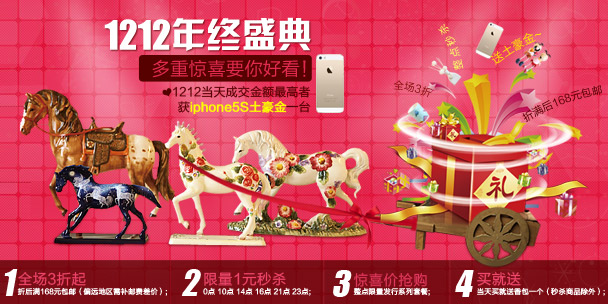 1212年终盛典
多重惊喜要你好看!
❤1212当天成交金额最高者
获iphone5S土豪金一台
整点秒杀
送土豪金~
全场3折
折满后168元包邮
礼
1 全场3折起
折后满168元包邮（偏远地区需补邮费差价）;
2 限量1元秒杀
0点 10点 14点 16点 21点 23点;
3 惊喜价抢购
整点限量发行系列套餐;
4 买就送
当天买就送香包一个（秒杀商品除外）;